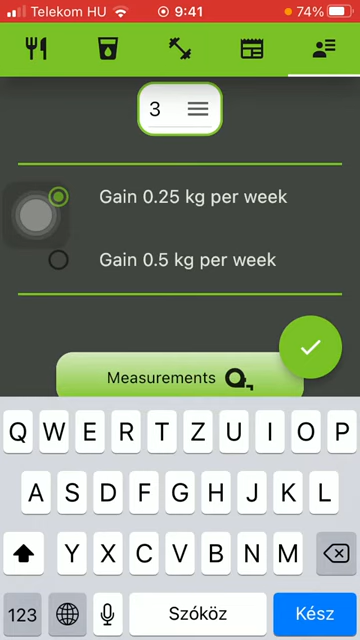 Telekom HU 9:41 74%
3
Gain 0.25 kg per week
Gain 0.5 kg per week
Measurements
Q W E R T Z U I O P
A S D F G H J K L
Y X C V B N M
123 Szóköz Kész